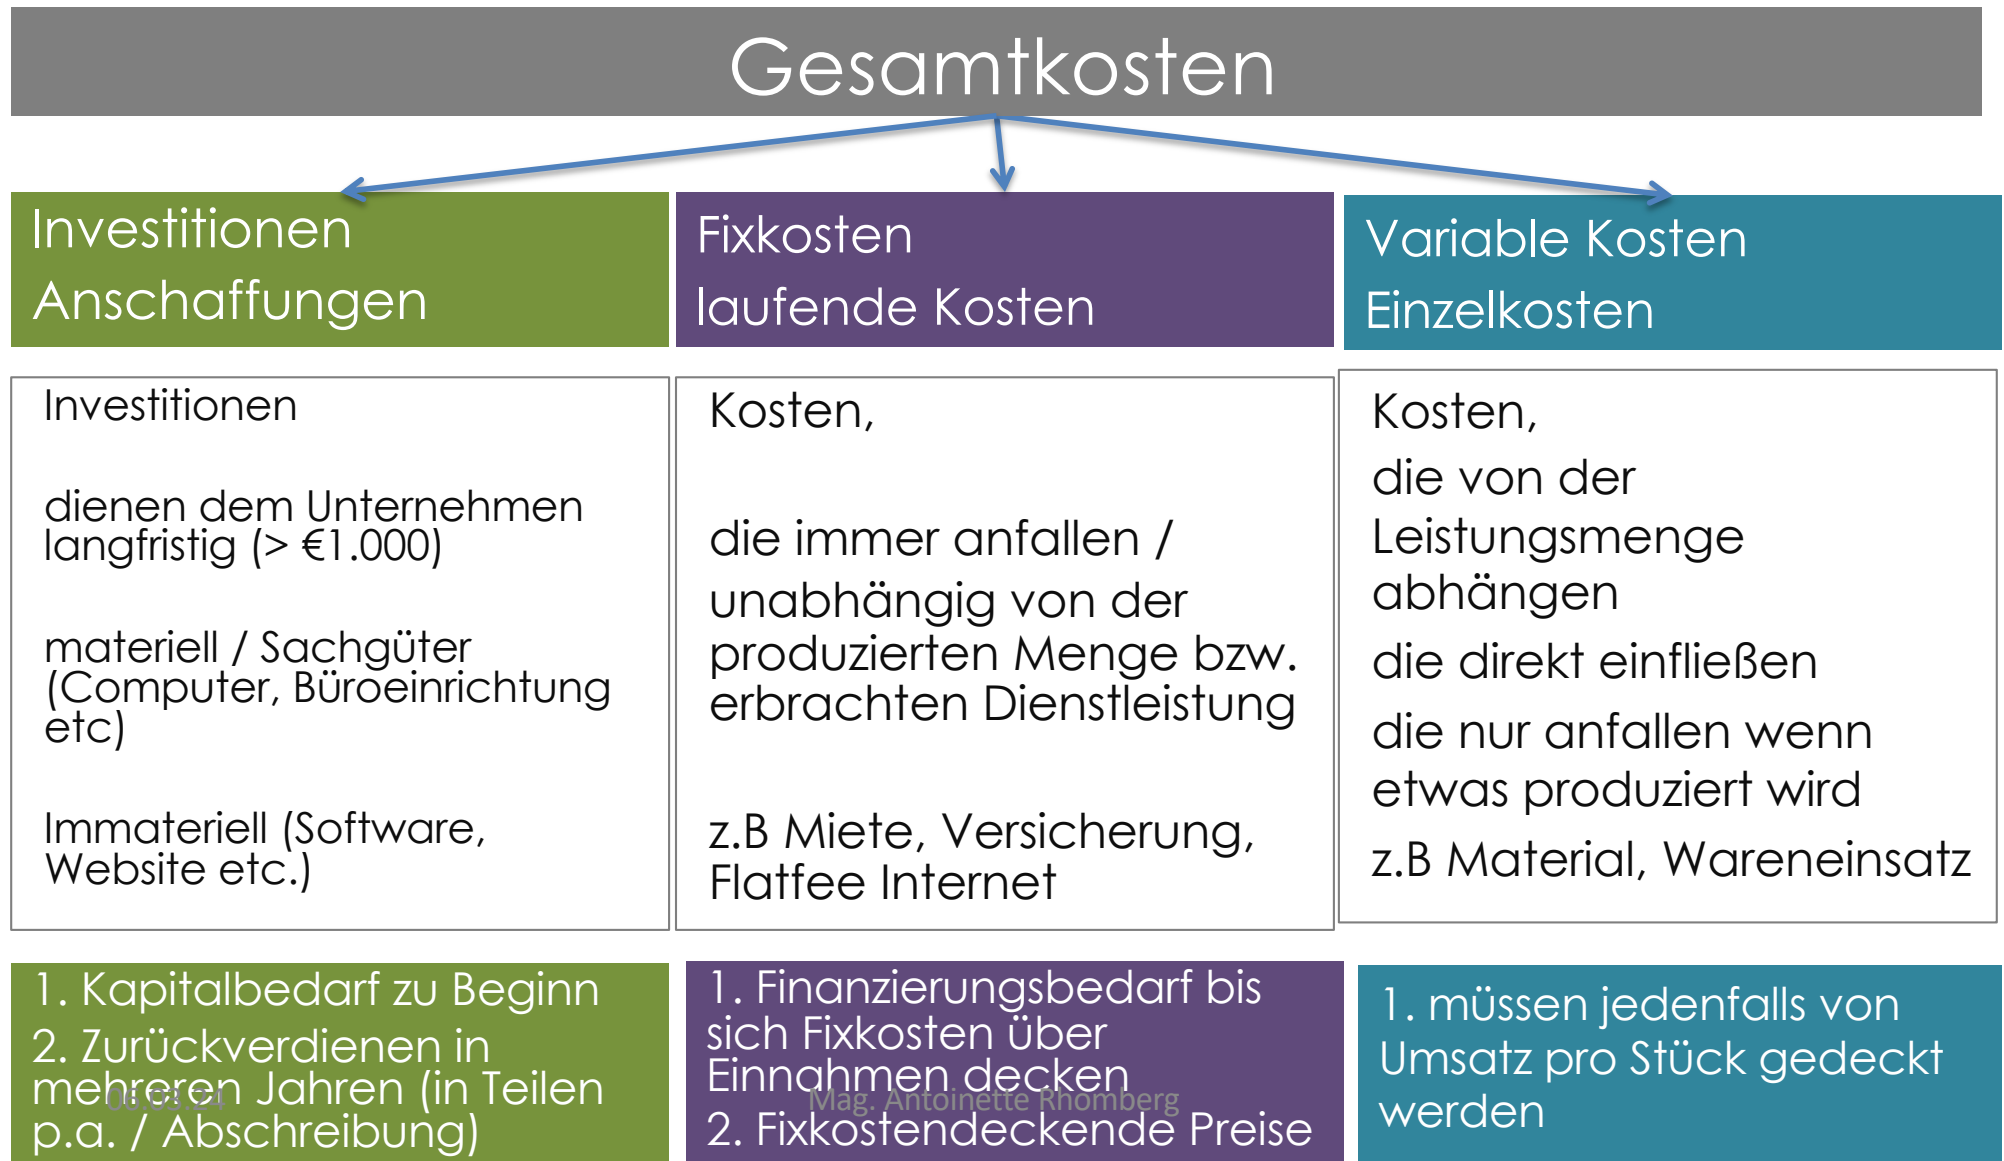 Gesamtkosten
Investitionen
Anschaffungen
Fixkosten
laufende Kosten
Variable Kosten
Einzelkosten
Investitionen
dienen dem Unternehmen
langfristig (> €1.000)
materiell / Sachgüter
(Computer, Büroeinrichtung
etc)
Immateriell (Software,
Website etc.)
Kosten,
die immer anfallen /
unabhängig von der
produzierten Menge bzw.
erbrachten Dienstleistung
z.B Miete, Versicherung,
Flatfee Internet
Kosten,
die von der
Leistungsmenge
abhängen
die direkt einfließen
die nur anfallen wenn
etwas produziert wird
z.B Material, Wareneinsatz
1. Kapitalbedarf zu Beginn
2. Zurückverdienen in
mehreren Jahren (in Teilen
p.a. / Abschreibung)
1. Finanzierungsbedarf bis
sich Fixkosten über
Einnahmen decken
2. Fixkostendeckende Preise
1. müssen jedenfalls von
Umsatz pro Stück gedeckt
werden
06.03.24
Mag. Antoinette Rhomberg